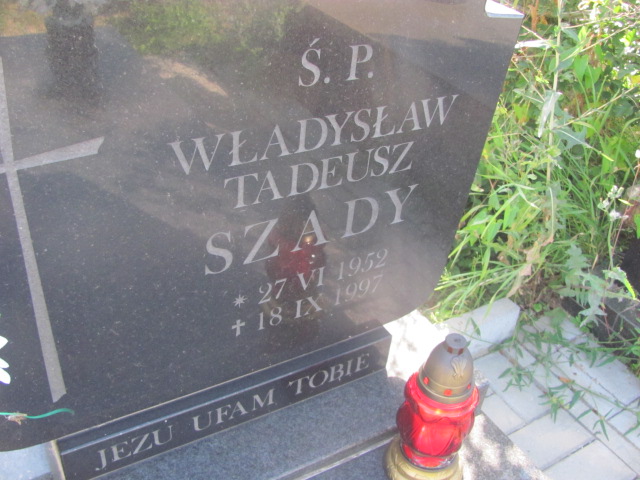 Ś. P.
WŁADYSŁAW
TADEUSZ
SZADY
* 27 VI 1952
✝ 18 IX 1997
JEZU UFAM TOBIE